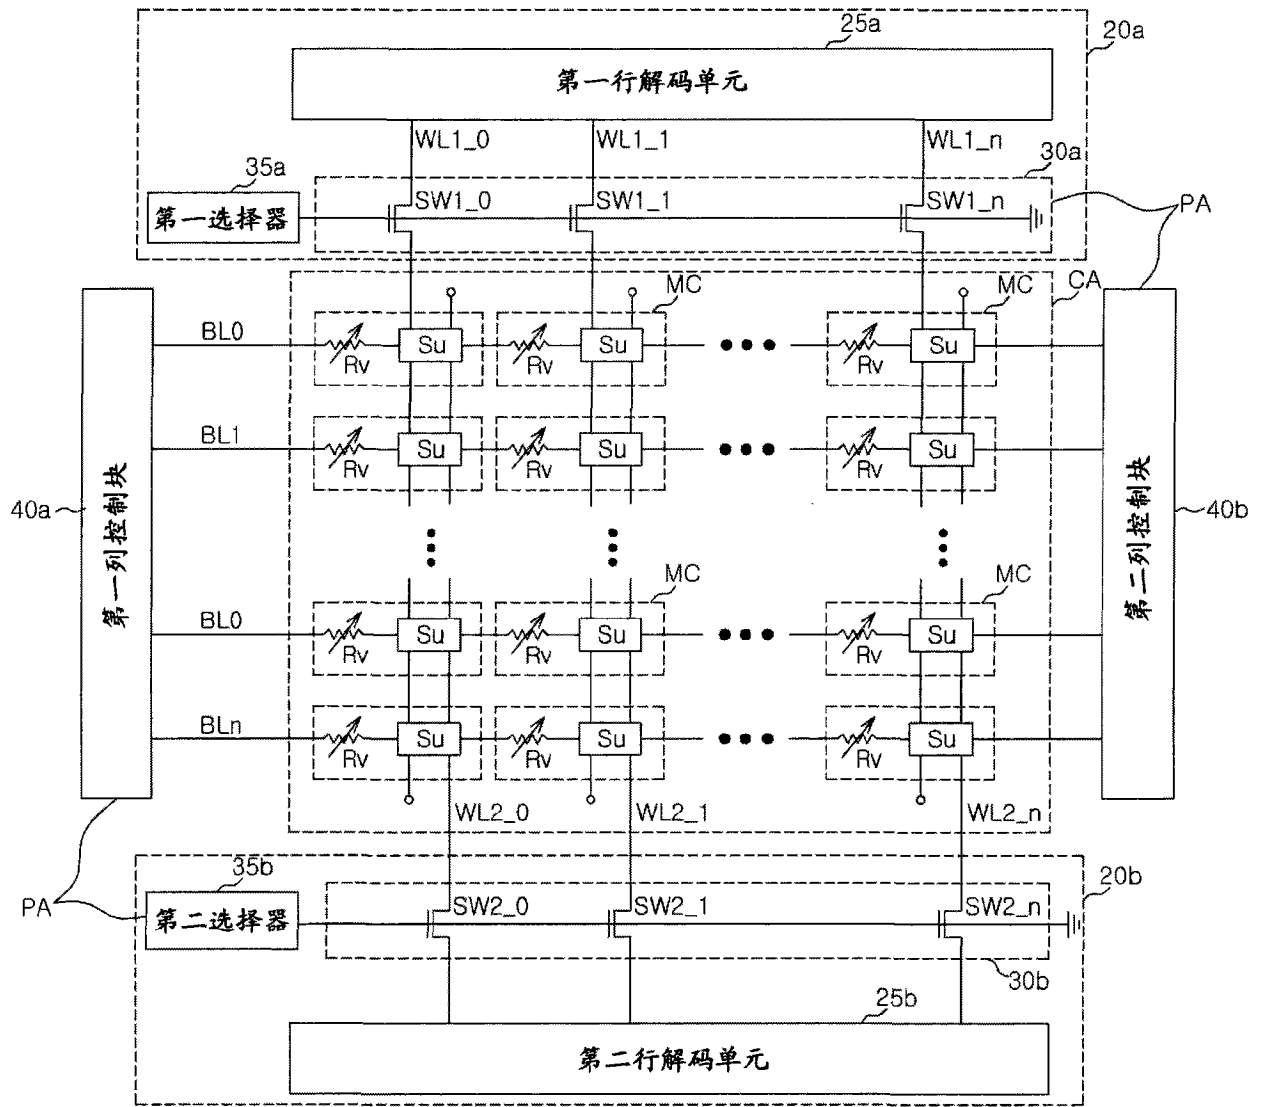 25a
20a
第一行解码单元
WL1_0 WL1_1 WL1_n
30a
35a
第一选择器
SW1_0 SW1_1 SW1_n
PA
MC MC CA
BL0
Su Su Su
Rv Rv Rv
BL1
Su Su Su
Rv Rv Rv
40a
第一列控制块
第二列控制块
40b
MC MC
BL0
Su Su Su
Rv Rv Rv
BLn
Su Su Su
Rv Rv Rv
WL2_0 WL2_1 WL2_n
35b
20b
PA
第二选择器
SW2_0 SW2_1 SW2_n
30b
25b
第二行解码单元